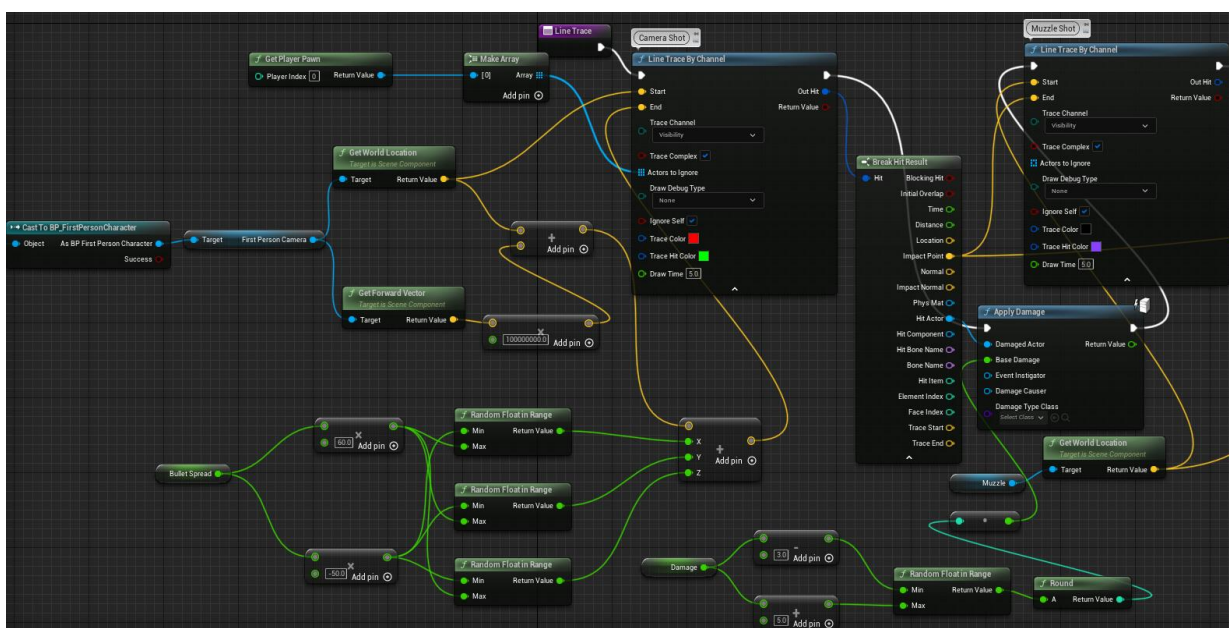 Line Trace
Camera Shot
Muzzle Shot
Get Player Pawn
Player Index 0 Return Value
Make Array
[0] Array
Add pin
Line Trace By Channel
Start Out Hit
End Return Value
Trace Channel
Visibility
Trace Complex
Actors to Ignore
Draw Debug Type
None
Ignore Self
Trace Color
Trace Hit Color
Draw Time 5.0
Line Trace By Channel
Start Out Hit
End Return Value
Trace Channel
Visibility
Trace Complex
Actors to Ignore
Draw Debug Type
None
Ignore Self
Trace Color
Trace Hit Color
Draw Time 5.0
Get World Location
Target is Scene Component
Target Return Value
Cast To BP_FirstPersonCharacter
Object As BP First Person Character
Success
Target First Person Camera
+
Add pin
Get Forward Vector
Target is Scene Component
Target Return Value
100000000.0 x Add pin
Break Hit Result
Hit Blocking Hit
Initial Overlap
Time
Distance
Location
Impact Point
Normal
Impact Normal
Phys Mat
Hit Actor
Hit Component
Hit Bone Name
Bone Name
Hit Item
Element Index
Face Index
Trace Start
Trace End
Apply Damage
Damaged Actor Return Value
Base Damage
Event Instigator
Damage Causer
Damage Type Class
Select Class
Get World Location
Target is Scene Component
Target Return Value
Muzzle
Bullet Spread
60.0 x Add pin
-50.0 x Add pin
Random Float in Range
Min Return Value
Max
Random Float in Range
Min Return Value
Max
Random Float in Range
Min Return Value
Max
X
Y + Add pin
Z
Damage
3.0 - Add pin
5.0 + Add pin
Random Float in Range
Min Return Value
Max
Round
A Return Value